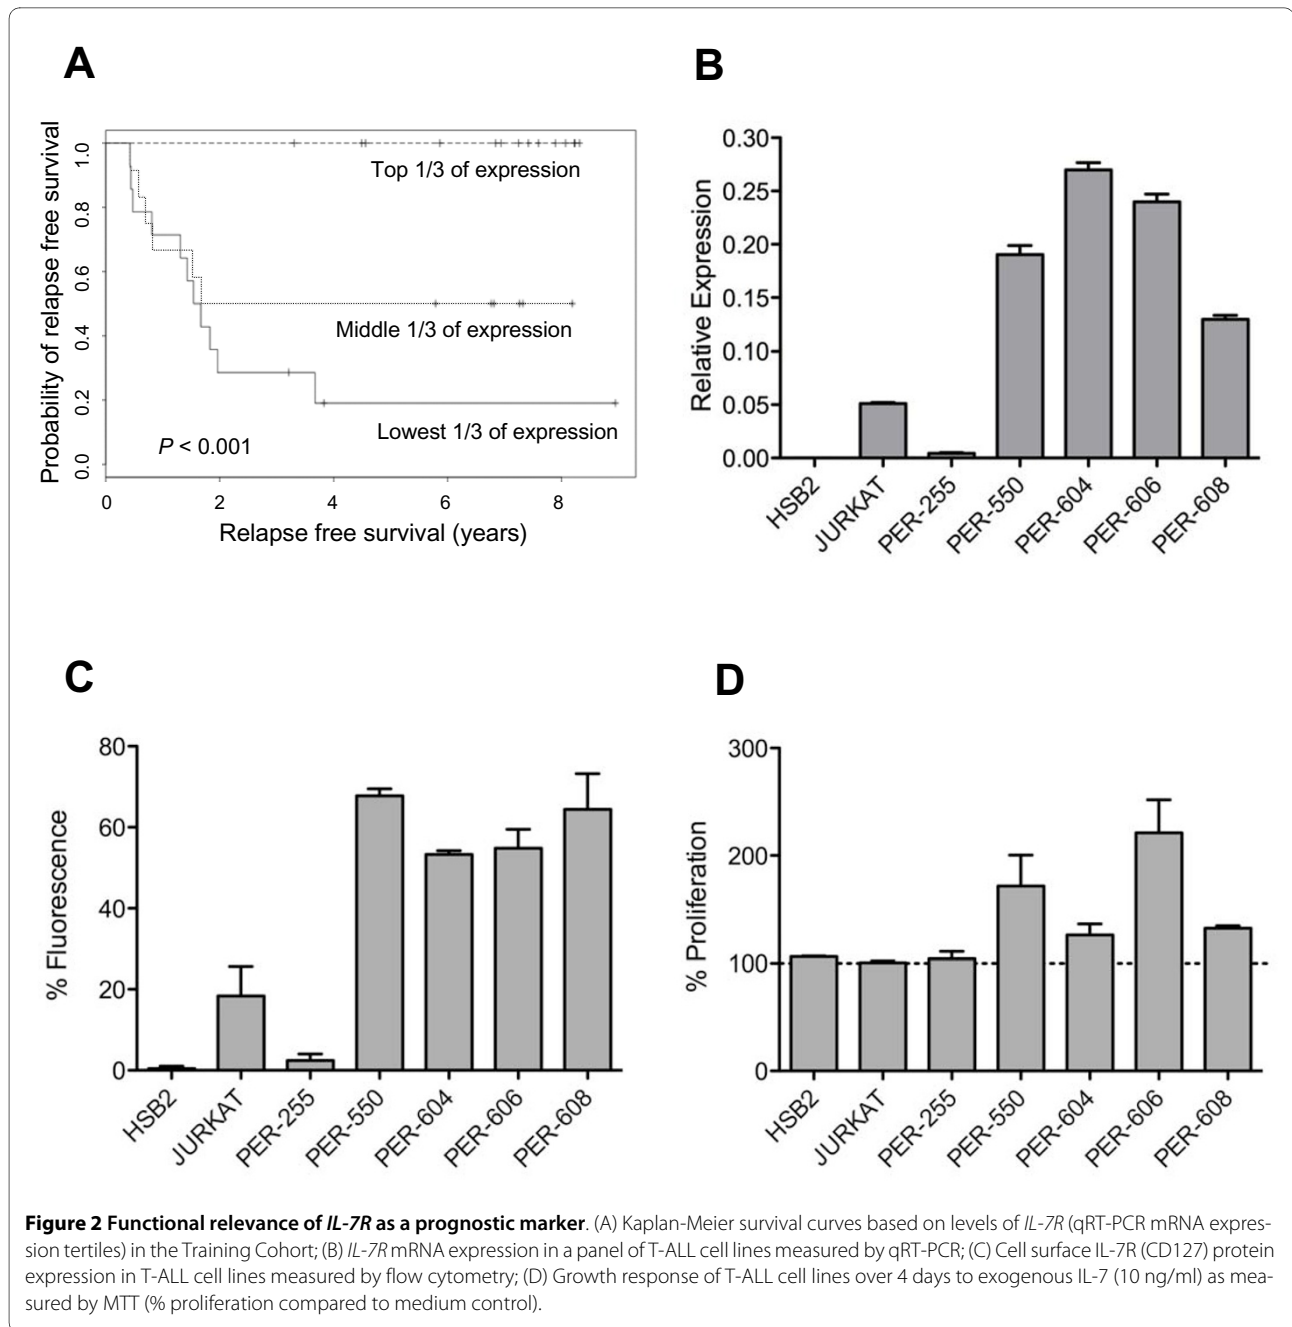 A
Probability of relapse free survival
1.0
0.8
0.6
0.4
0.2
0.0
Top 1/3 of expression
Middle 1/3 of expression
Lowest 1/3 of expression
P < 0.001
0 2 4 6 8
Relapse free survival (years)
B
Relative Expression
0.30
0.25
0.20
0.15
0.10
0.05
0.00
HSB2 JURKAT PER-255 PER-550 PER-604 PER-606 PER-608
C
% Fluorescence
80
60
40
20
0
HSB2 JURKAT PER-255 PER-550 PER-604 PER-606 PER-608
D
% Proliferation
300
200
100
0
HSB2 JURKAT PER-255 PER-550 PER-604 PER-606 PER-608
Figure 2 Functional relevance of IL-7R as a prognostic marker. (A) Kaplan-Meier survival curves based on levels of IL-7R (qRT-PCR mRNA expres-
sion tertiles) in the Training Cohort; (B) IL-7R mRNA expression in a panel of T-ALL cell lines measured by qRT-PCR; (C) Cell surface IL-7R (CD127) protein
expression in T-ALL cell lines measured by flow cytometry; (D) Growth response of T-ALL cell lines over 4 days to exogenous IL-7 (10 ng/ml) as mea-
sured by MTT (% proliferation compared to medium control).